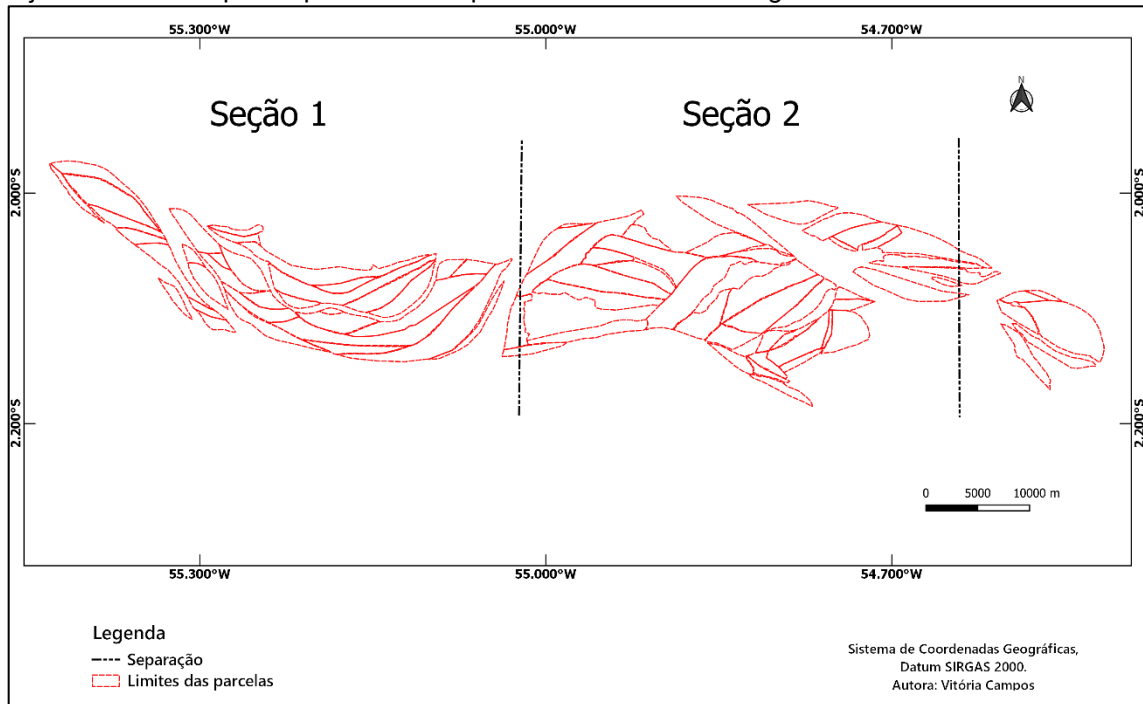 55.300°W 55.000°W 54.700°W
N
Seção 1 Seção 2
2.000°S 2.000°S
2.200°S 2.200°S
0 5000 10000 m
55.300°W 55.000°W 54.700°W
Legenda
Separação
Limites das parcelas
Sistema de Coordenadas Geográficas,
Datum SIRGAS 2000.
Autora: Vitória Campos